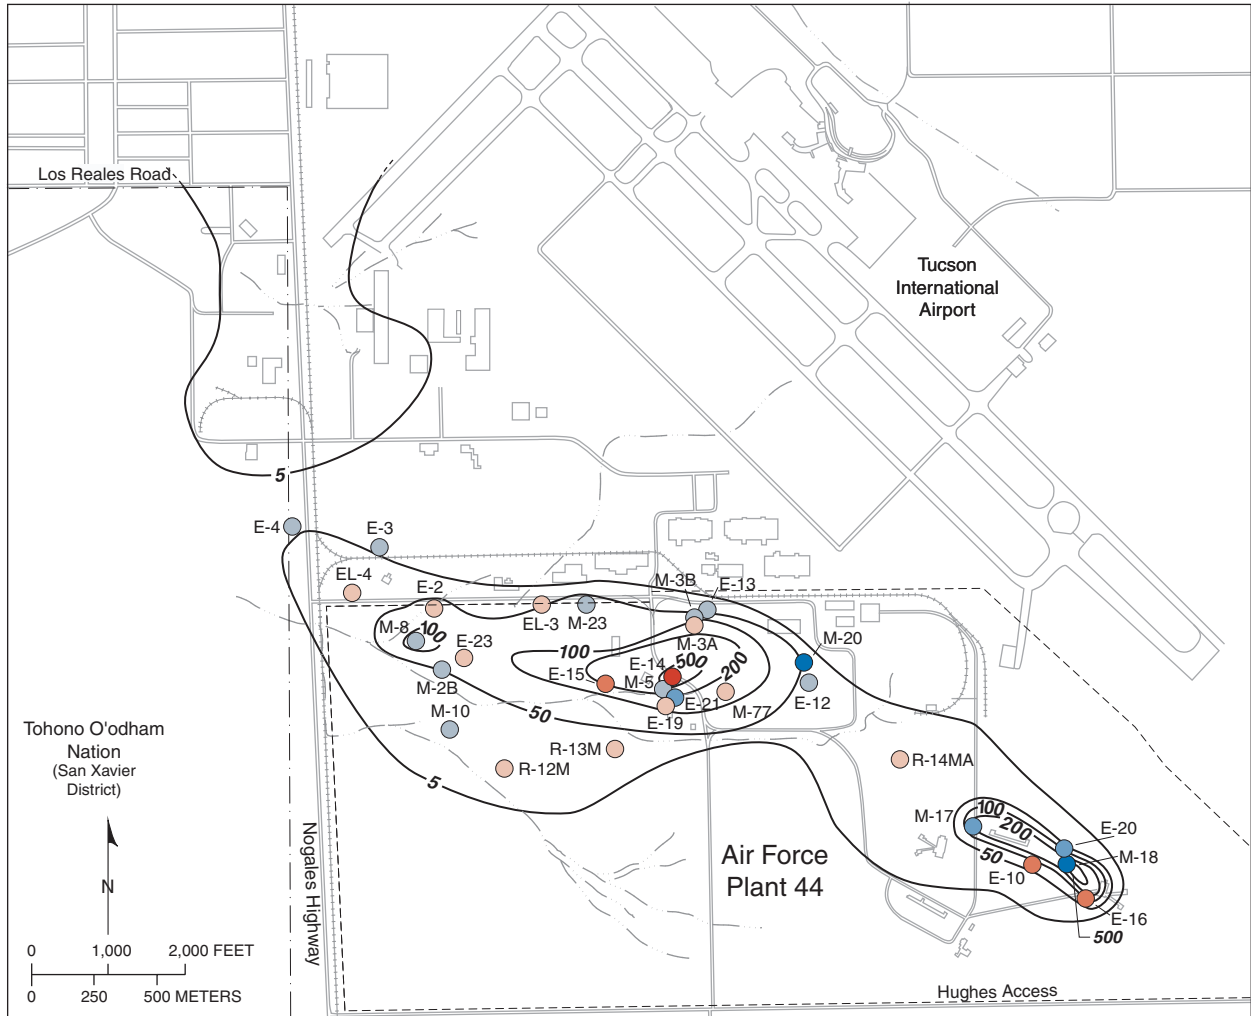 Los Reales Road
Tucson
International
Airport
5
E-4
E-3
EL-4
E-2
M-3B
E-13
EL-3
M-23
M-8
100
E-23
M-3A
M-20
100
E-14
500
200
E-15
M-5
M-2B
E-21
E-12
M-10
50
E-19
M-77
Tohono O'odham
Nation
(San Xavier
District)
R-13M
R-12M
R-14MA
5
100
M-17
200
E-20
Nogales Highway
Air Force
Plant 44
50
M-18
E-10
N
E-16
500
0 1,000 2,000 FEET
0 250 500 METERS
Hughes Access